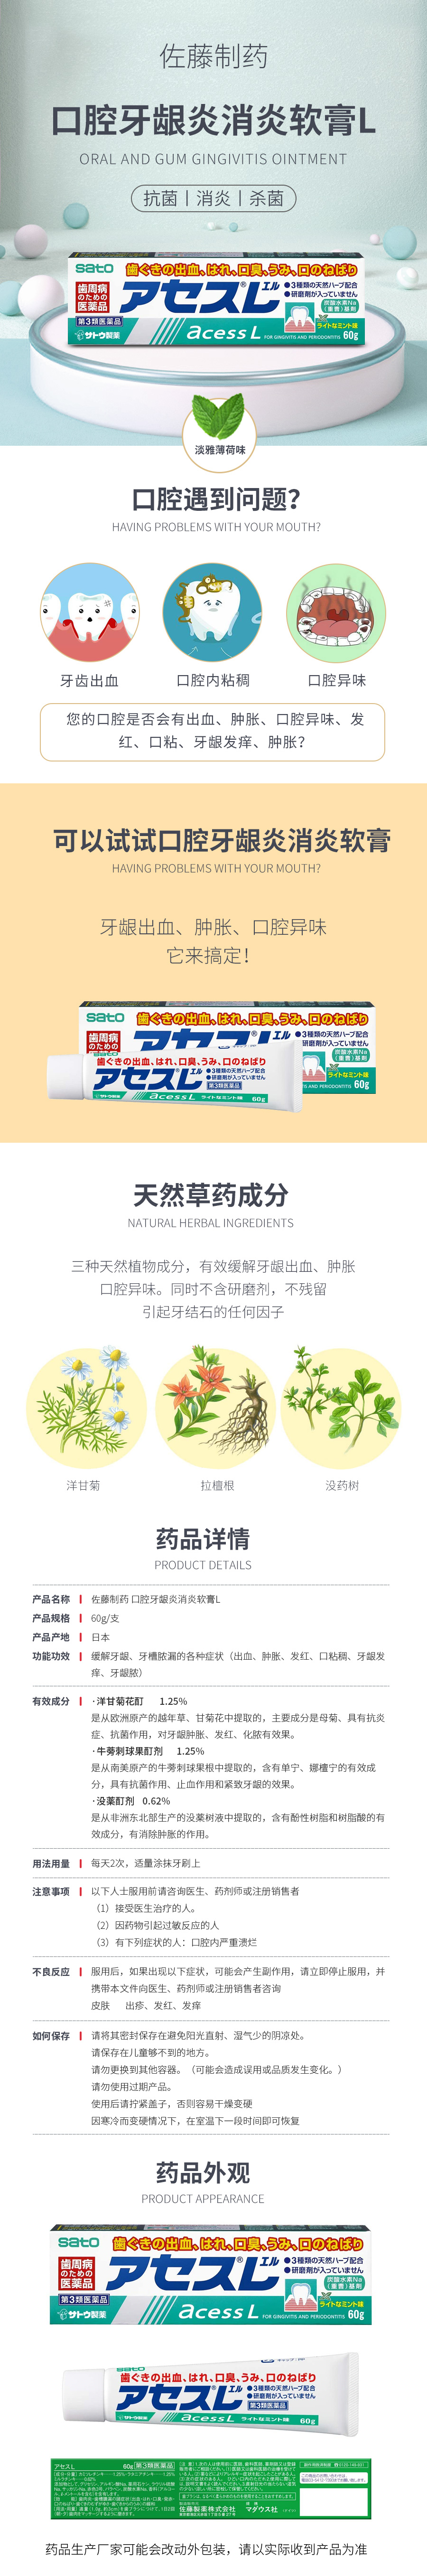 佐藤制药
口腔牙龈炎消炎软膏L
ORAL AND GUM GINGIVITIS OINTMENT
抗菌丨消炎丨杀菌
sato
歯ぐきの出血、はれ、口臭、うみ、口のねばり
歯周病
のための
医薬品
アセスL®エル
●3種類の天然ハーブ配合
●研磨剤が入っていません
炭酸水素Na
(重曹)基剤
第3類医薬品
ライトなミント味
サトウ製薬
acess L
FOR GINGIVITIS AND PERIODONTITIS 60g
淡雅薄荷味
口腔遇到问题?
HAVING PROBLEMS WITH YOUR MOUTH?
牙齿出血
口腔内粘稠
口腔异味
您的口腔是否会有出血、肿胀、口腔异味、发
红、口粘、牙龈发痒、肿胀?
可以试试口腔牙龈炎消炎软膏
HAVING PROBLEMS WITH YOUR MOUTH?
牙龈出血、肿胀、口腔异味
它来搞定!
sato
歯ぐきの出血、はれ、口臭、うみ、口のねばり
歯周病
のための
●3種類の天然ハーブ配合
●研磨剤が入っていません
炭酸水素Na
(重曹)基剤
ライトなミント味
60g
歯ぐきの出血、はれ、口臭、うみ、口のねばり
アセスL エル
●3種類の天然ハーブ配合
●研磨剤が入っていません
第3類医薬品
サトウ製薬
acess L
ライトなミント味 60g
天然草药成分
NATURAL HERBAL INGREDIENTS
三种天然植物成分，有效缓解牙龈出血、肿胀
口腔异味。同时不含研磨剂，不残留
引起牙结石的任何因子
洋甘菊
拉檀根
没药树
药品详情
PRODUCT DETAILS
产品名称 佐藤制药 口腔牙龈炎消炎软膏L
产品规格 60g/支
产品产地 日本
功能功效 缓解牙龈、牙槽脓漏的各种症状（出血、肿胀、发红、口粘稠、牙龈发
痒、牙龈脓）
有效成分 ·洋甘菊花酊 1.25%
是从欧洲原产的越年草、甘菊花中提取的，主要成分是母菊、具有抗炎
症、抗菌作用，对牙龈肿胀、发红、化脓有效果。
·牛蒡刺球果酊剂 1.25%
是从南美原产的牛蒡刺球果根中提取的，含有单宁、娜檀宁的有效成
分，具有抗菌作用、止血作用和紧致牙龈的效果。
·没薬酊剂 0.62%
是从非洲东北部生产的没薬树液中提取的，含有酚性树脂和树脂酸的有
效成分，有消除肿胀的作用。
用法用量 每天2次，适量涂抹牙刷上
注意事项 以下人士服用前请咨询医生、药剂师或注册销售者
（1）接受医生治疗的人。
（2）因药物引起过敏反应的人
（3）有下列症状的人：口腔内严重溃烂
不良反应 服用后，如果出现以下症状，可能会产生副作用，请立即停止服用，并
携带本文件向医生、药剂师或注册销售者咨询
皮肤 出疹、发红、发痒
如何保存 请将其密封保存在避免阳光直射、湿气少的阴凉处。
请保存在儿童够不到的地方。
请勿更换到其他容器。（可能会造成误用或品质发生变化。）
请勿使用过期产品。
使用后请拧紧盖子，否则容易干燥变硬
因寒冷而变硬情况下，在室温下一段时间即可恢复
药品外观
PRODUCT APPEARANCE
sato
歯ぐきの出血、はれ、口臭、うみ、口のねばり
歯周病
のための
医薬品
アセスL®エル
●3種類の天然ハーブ配合
●研磨剤が入っていません
炭酸水素Na
(重曹)基剤
第3類医薬品
ライトなミント味
サトウ製薬
acess L
FOR GINGIVITIS AND PERIODONTITIS 60g
歯ぐきの出血、はれ、口臭、うみ、口のねばり
アセスL エル
●3種類の天然ハーブ配合
●研磨剤が入っていません
第3類医薬品
サトウ製薬
acess L
ライトなミント味 60g
アセスL 60g 第3類医薬品
佐藤製薬株式会社
マダウス社
药品生产厂家可能会改动外包装，请以实际收到产品为准